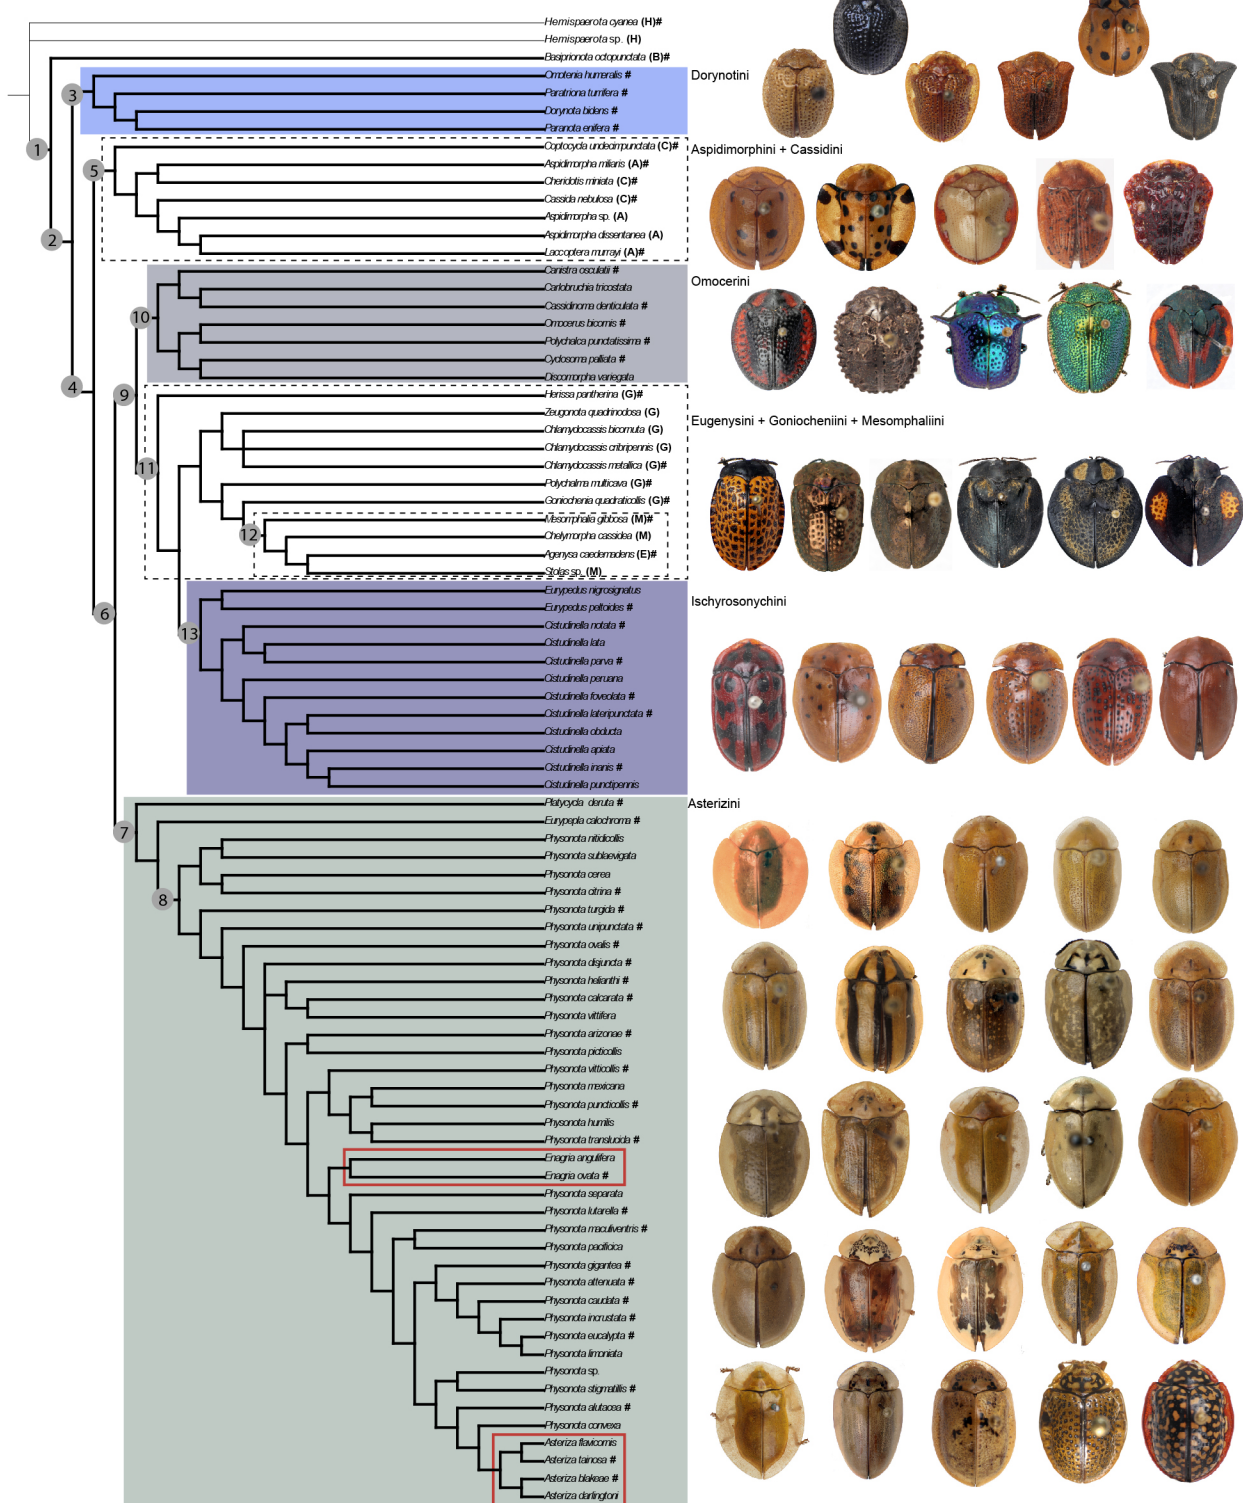 Hemispaerota cyanea (H)#
Hemispaerota sp. (H)
Basiprionota octopunctata (B)#
Omoteina humeralis #
Paratriona turrifera #
Dorynota bidens #
Paranota enifera #
Coptocycla undecimpunctata (C)#
Aspidimorpha miliaris (A)#
Cheridotis miniata (C)#
Cassida nebulosa (C)#
Aspidimorpha sp. (A)
Aspidimorpha dissentanea (A)
Laccoptera murrayi (A)#
Canistra osculatii #
Carlobruchia tricostata
Cassidinoma denticulata #
Omocerus bicornis #
Polychalca punctatissima #
Cyclosoma palliata #
Discomorpha variegata
Herissa pantherina (G)#
Zeugonota quadrinodosa (G)
Chlamydocassis bicornuta (G)
Chlamydocassis cribripennis (G)
Chlamydocassis metallica (G)#
Polychalma multicava (G)#
Goniochenia quadraticollis (G)#
Mesomphalia gibbosa (M)#
Chelymorpha cassidea (M)
Agenysa caedemadens (E)#
Stolas sp. (M)
Eurypedus nigrosignatus
Eurypedus peltoides #
Cistudinella notata #
Cistudinella lata
Cistudinella parva #
Cistudinella peruana
Cistudinella foveolata #
Cistudinella lateripunctata #
Cistudinella obducta
Cistudinella apiata
Cistudinella inanis #
Cistudinella punctipennis
Platycycla deruta #
Eurypepla calochroma #
Physonota nitidicollis
Physonota sublaevigata
Physonota cerea
Physonota citrina #
Physonota turgida #
Physonota unipunctata #
Physonota ovalis #
Physonota disjuncta #
Physonota helianthi #
Physonota calcarata #
Physonota vittifera
Physonota arizonae #
Physonota picticollis
Physonota vitticollis #
Physonota mexicana
Physonota puncticollis #
Physonota humilis
Physonota translucida #
Enagria angulifera
Enagria ovata #
Physonota separata
Physonota lutarella #
Physonota maculiventris #
Physonota pacificica
Physonota gigantea #
Physonota attenuata #
Physonota caudata #
Physonota incrustata #
Physonota eucalypta #
Physonota limoniata
Physonota sp.
Physonota stigmatilis #
Physonota alutacea #
Physonota convexa
Asteriza flavicornis
Asteriza tainosa #
Asteriza blakeae #
Asteriza darlingtoni
1
2
3
4
5
6
7
8
9
10
11
12
13
Dorynotini
Aspidimorphini + Cassidini
Omocerini
Eugenysini + Goniocheniini + Mesomphaliini
Ischyrosonychini
Asterizini